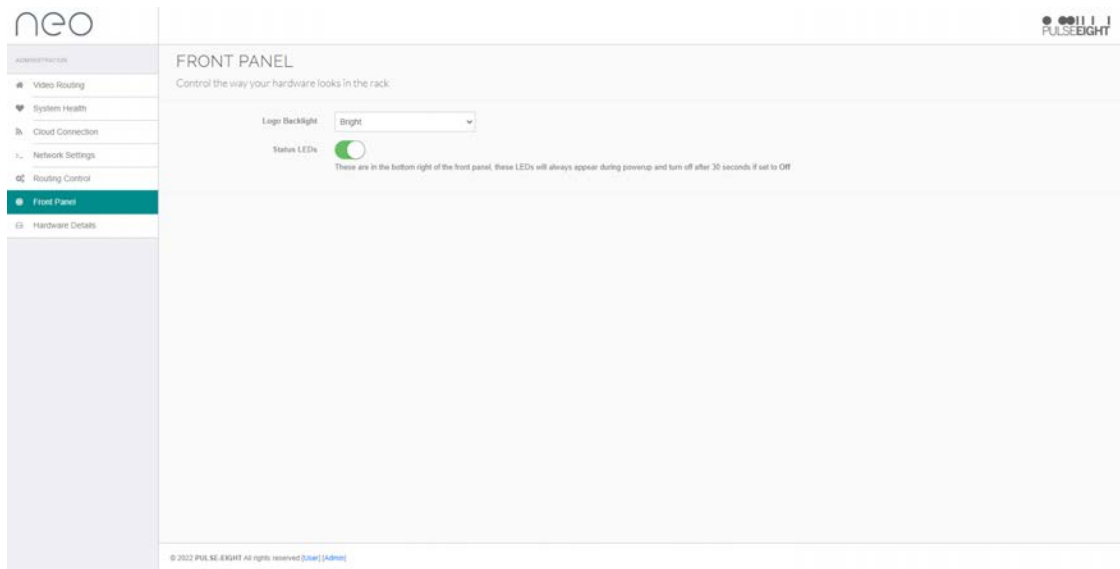 neo
PULSEEIGHT
ADMINISTRATION
Video Routing
System Health
Cloud Connection
Network Settings
Routing Control
Front Panel
Hardware Details
FRONT PANEL
Control the way your hardware looks in the rack
Logo Backlight Bright
Status LEDs
These are in the bottom right of the front panel, these LEDs will always appear during powerup and turn off after 30 seconds if set to Off
© 2022 PULSE-EIGHT All rights reserved [User] [Admin]